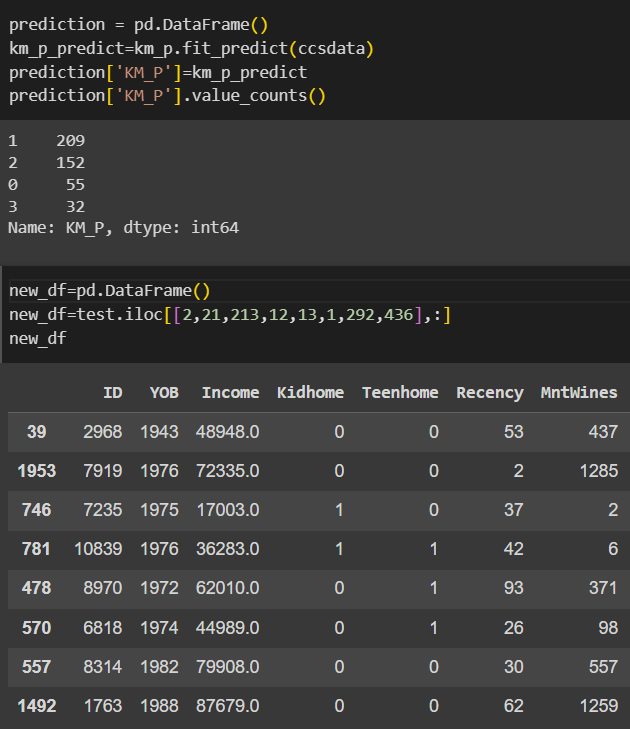 prediction = pd.DataFrame()
km_p_predict=km_p.fit_predict(ccsdata)
prediction['KM_P']=km_p_predict
prediction['KM_P'].value_counts()
1    209
2    152
0     55
3     32
Name: KM_P, dtype: int64
new_df=pd.DataFrame()
new_df=test.iloc[[2,21,213,12,13,1,292,436],:]
new_df
ID YOB Income Kidhome Teenhome Recency MntWines
39 2968 1943 48948.0 0 0 53 437
1953 7919 1976 72335.0 0 0 2 1285
746 7235 1975 17003.0 1 0 37 2
781 10839 1976 36283.0 1 1 42 6
478 8970 1972 62010.0 0 1 93 371
570 6818 1974 44989.0 0 1 26 98
557 8314 1982 79908.0 0 0 30 557
1492 1763 1988 87679.0 0 0 62 1259